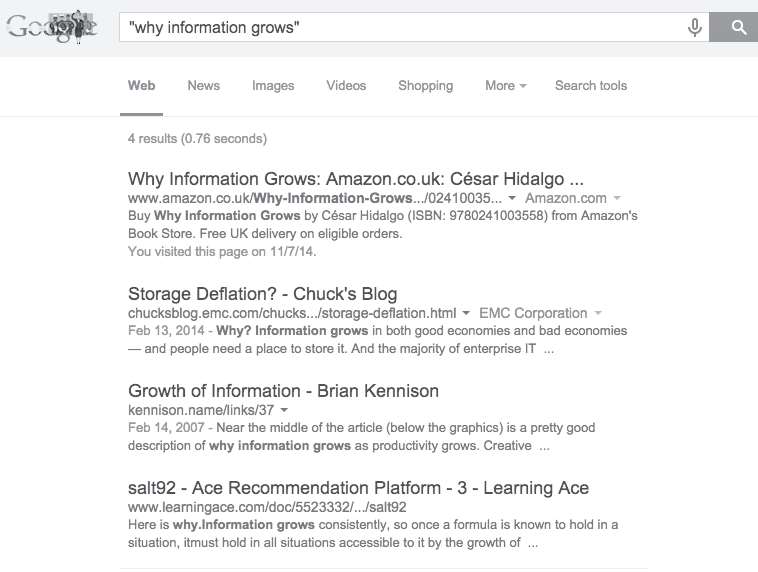 Google
"why information grows"
Web News Images Videos Shopping More Search tools
4 results (0.76 seconds)
Why Information Grows: Amazon.co.uk: César Hidalgo ...
www.amazon.co.uk/Why-Information-Grows.../02410035... Amazon.com
Buy Why Information Grows by César Hidalgo (ISBN: 9780241003558) from Amazon's
Book Store. Free UK delivery on eligible orders.
You visited this page on 11/7/14.
Storage Deflation? - Chuck's Blog
chucksblog.emc.com/chucks.../storage-deflation.html EMC Corporation
Feb 13, 2014 - Why? Information grows in both good economies and bad economies
— and people need a place to store it. And the majority of enterprise IT ...
Growth of Information - Brian Kennison
kennison.name/links/37
Feb 14, 2007 - Near the middle of the article (below the graphics) is a pretty good
description of why information grows as productivity grows. Creative ...
salt92 - Ace Recommendation Platform - 3 - Learning Ace
www.learningace.com/doc/5523332/.../salt92
Here is why.Information grows consistently, so once a formula is known to hold in a
situation, itmust hold in all situations accessible to it by the growth of ...